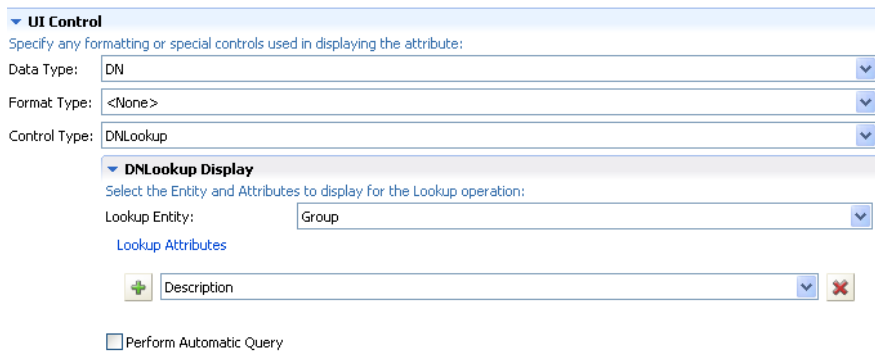 UI Control
Specify any formatting or special controls used in displaying the attribute:
Data Type: DN
Format Type: <None>
Control Type: DNLookup
DNLookup Display
Select the Entity and Attributes to display for the Lookup operation:
Lookup Entity: Group
Lookup Attributes
Description
Perform Automatic Query